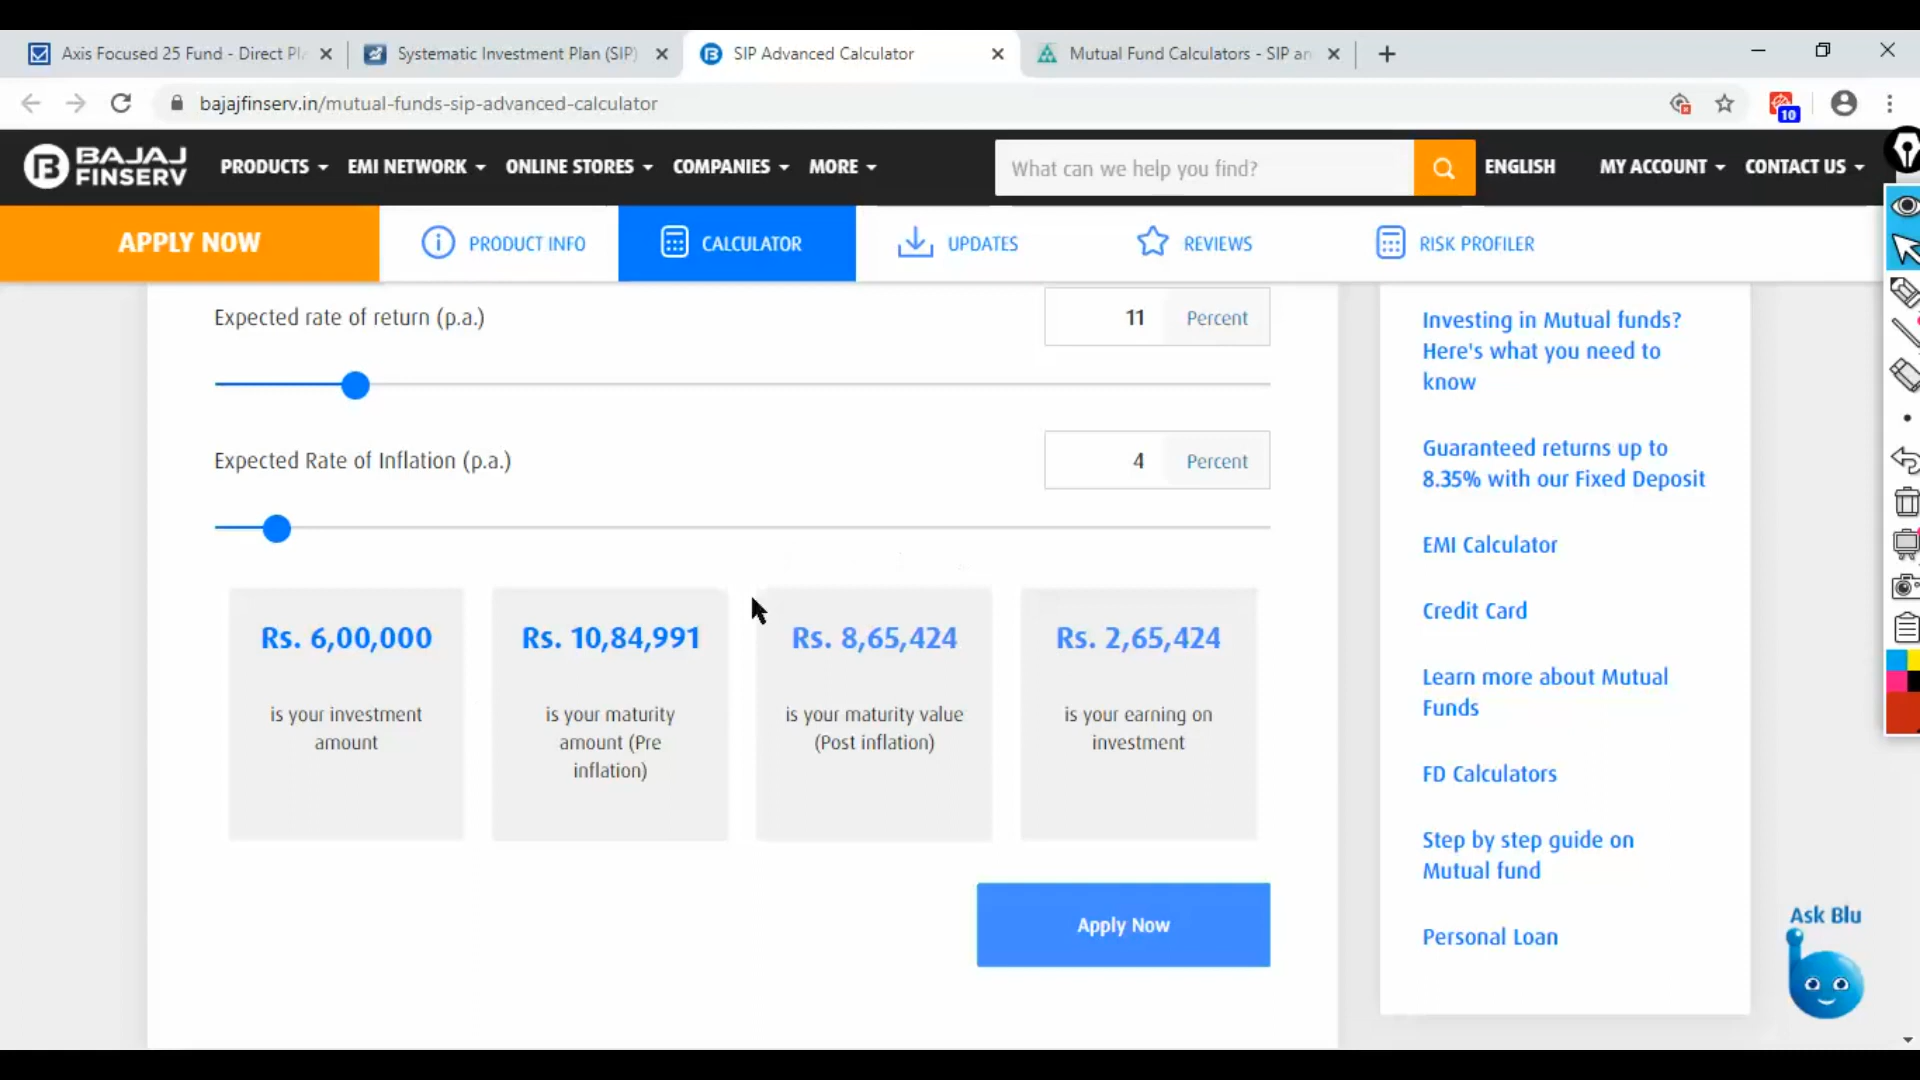 Axis Focused 25 Fund - Direct Pl
Systematic Investment Plan (SIP)
SIP Advanced Calculator
Mutual Fund Calculators - SIP an
bajajfinserv.in/mutual-funds-sip-advanced-calculator
10
BAJAJ
FINSERV
PRODUCTS
EMI NETWORK
ONLINE STORES
COMPANIES
MORE
What can we help you find?
ENGLISH
MY ACCOUNT
CONTACT US
APPLY NOW
PRODUCT INFO
CALCULATOR
UPDATES
REVIEWS
RISK PROFILER
Expected rate of return (p.a.)
11 Percent
Expected Rate of Inflation (p.a.)
4 Percent
Rs. 6,00,000
is your investment
amount
Rs. 10,84,991
is your maturity
amount (Pre
inflation)
Rs. 8,65,424
is your maturity value
(Post inflation)
Rs. 2,65,424
is your earning on
investment
Apply Now
Investing in Mutual funds?
Here's what you need to
know
Guaranteed returns up to
8.35% with our Fixed Deposit
EMI Calculator
Credit Card
Learn more about Mutual
Funds
FD Calculators
Step by step guide on
Mutual fund
Personal Loan
Ask Blu